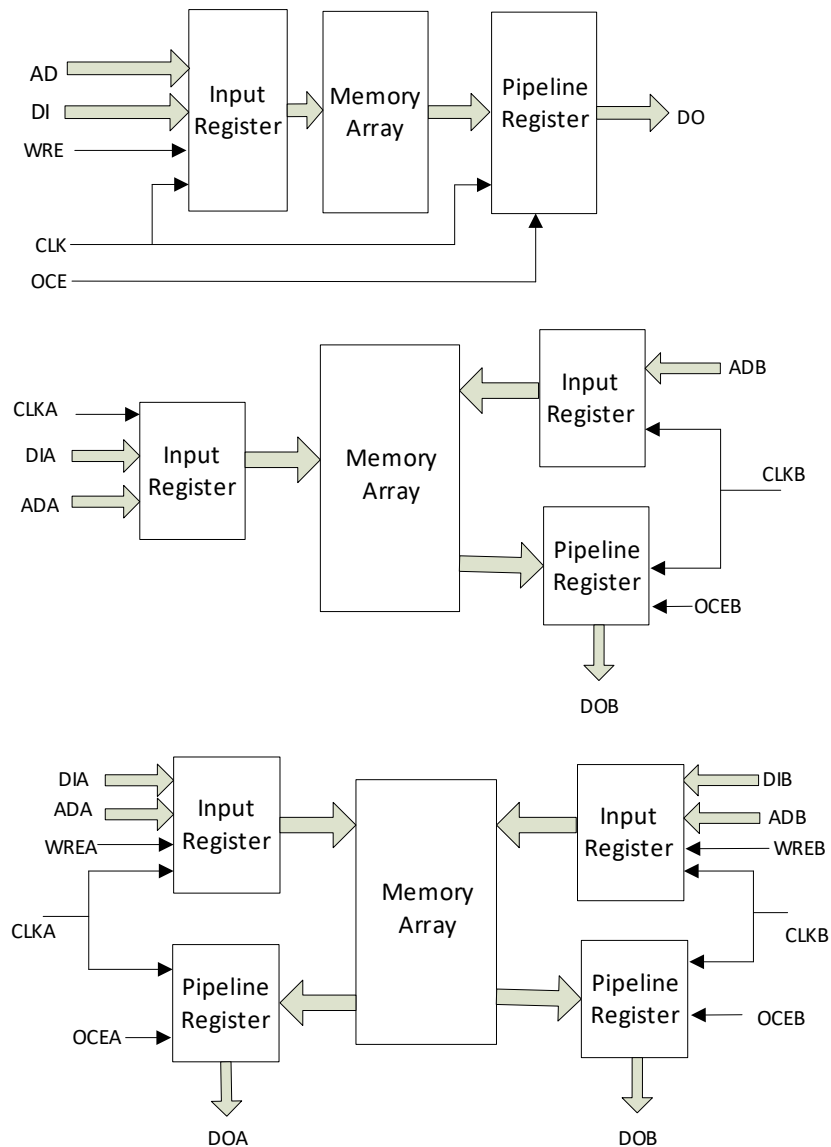 AD
DI
WRE
CLK
OCE
Input
Register
Memory
Array
Pipeline
Register
DO
CLKA
DIA
ADA
Input
Register
Memory
Array
Input
Register
ADB
CLKB
Pipeline
Register
OCEB
DOB
DIA
ADA
WREA
CLKA
OCEA
Input
Register
Pipeline
Register
DOA
Memory
Array
Input
Register
Pipeline
Register
DOB
DIB
ADB
WREB
CLKB
OCEB